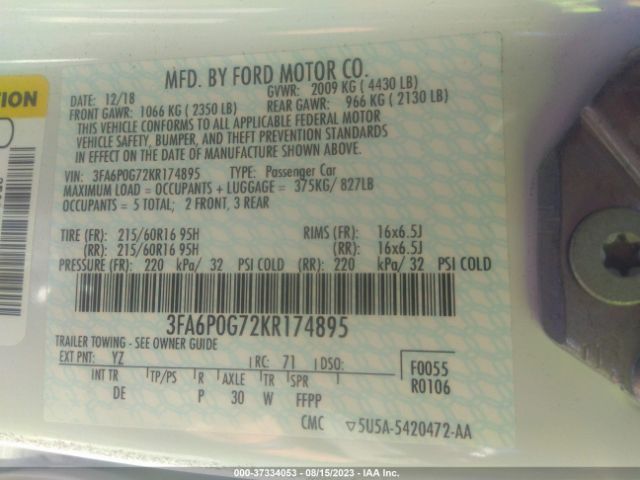 MFD. BY FORD MOTOR CO.
DATE: 12/18 GVWR: 2009 KG ( 4430 LB)
FRONT GAWR: 1066 KG ( 2350 LB) REAR GAWR: 966 KG ( 2130 LB)
THIS VEHICLE CONFORMS TO ALL APPLICABLE FEDERAL MOTOR
VEHICLE SAFETY, BUMPER, AND THEFT PREVENTION STANDARDS
IN EFFECT ON THE DATE OF MANUFACTURE SHOWN ABOVE.
VIN: 3FA6P0G72KR174895 TYPE: Passenger Car
MAXIMUM LOAD = OCCUPANTS + LUGGAGE = 375KG/ 827LB
OCCUPANTS = 5 TOTAL; 2 FRONT, 3 REAR
TIRE (FR): 215/60R16 95H RIMS (FR): 16x6.5J
(RR): 215/60R16 95H (RR): 16x6.5J
PRESSURE (FR): 220 kPa/ 32 PSI COLD (RR): 220 kPa/ 32 PSI COLD
3FA6P0G72KR174895
TRAILER TOWING - SEE OWNER GUIDE
EXT PNT: YZ RC: 71 DSO: F0055
INT TR TP/PS R AXLE TR SPR R0106
DE P 30 W FFPP
CMC ▽5U5A-5420472-AA
000-37334053 - 08/15/2023 - IAA Inc.